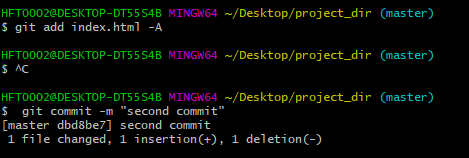 HFT0002@DESKTOP-DT55S4B MINGW64 ~/Desktop/project_dir (master)
$ git add index.html -A
HFT0002@DESKTOP-DT55S4B MINGW64 ~/Desktop/project_dir (master)
$ ^C
HFT0002@DESKTOP-DT55S4B MINGW64 ~/Desktop/project_dir (master)
$  git commit -m "second commit"
[master dbd8be7] second commit
 1 file changed, 1 insertion(+), 1 deletion(-)